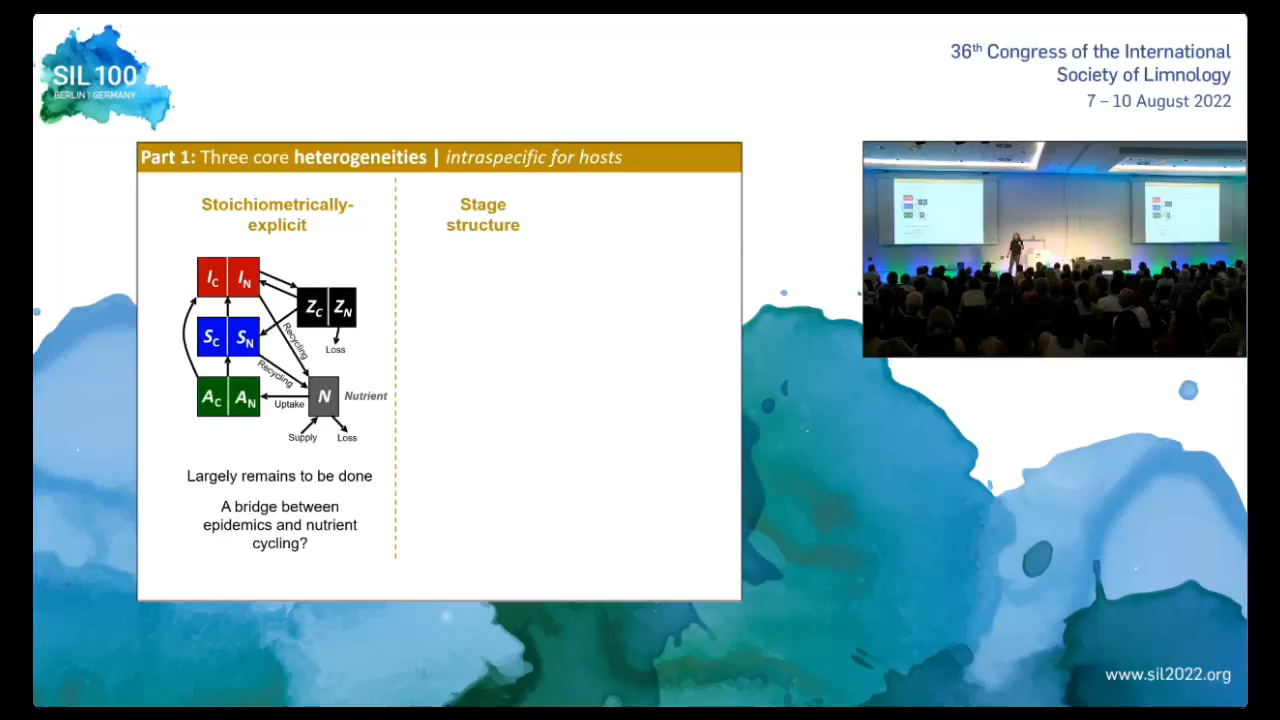 SIL 100
BERLIN | GERMANY
36th Congress of the International
Society of Limnology
7 – 10 August 2022
Part 1: Three core heterogeneities | intraspecific for hosts
Stoichiometrically-
explicit
Stage
structure
IC IN
ZC ZN
Recycling
SC SN
Loss
Recycling
AC AN
Uptake
N
Nutrient
Supply
Loss
Largely remains to be done
A bridge between
epidemics and nutrient
cycling?
www.sil2022.org